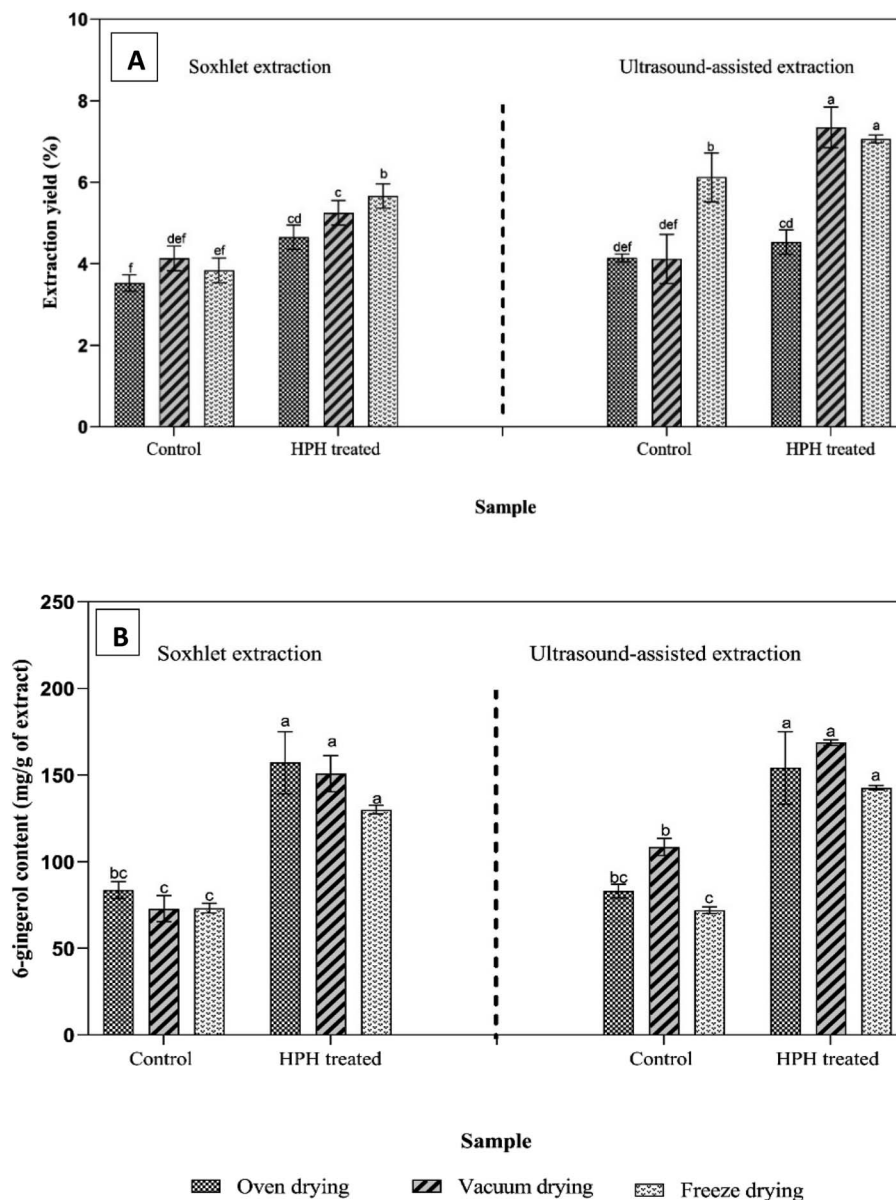 A
Soxhlet extraction
Ultrasound-assisted extraction
Extraction yield (%)
10
8
6
4
2
0
f
def
ef
cd
c
b
def
def
b
cd
a
a
Control
HPH treated
Control
HPH treated
Sample
B
Soxhlet extraction
Ultrasound-assisted extraction
6-gingerol content (mg/g of extract)
250
200
150
100
50
0
bc
c
c
a
a
a
bc
b
c
a
a
a
Control
HPH treated
Control
HPH treated
Sample
Oven drying
Vacuum drying
Freeze drying